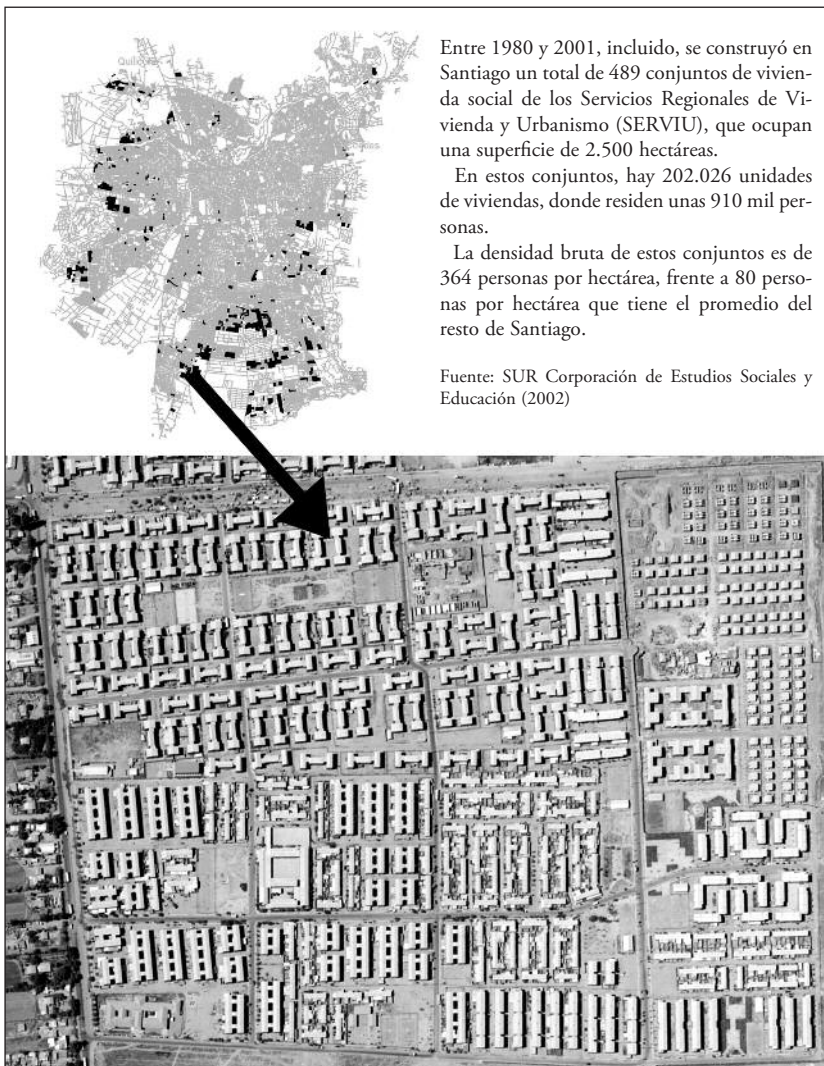 Quilicura
Entre 1980 y 2001, incluido, se construyó en
Santiago un total de 489 conjuntos de vivien-
da social de los Servicios Regionales de Vi-
vienda y Urbanismo (SERVIU), que ocupan
una superficie de 2.500 hectáreas.
En estos conjuntos, hay 202.026 unidades
de viviendas, donde residen unas 910 mil per-
sonas.
La densidad bruta de estos conjuntos es de
364 personas por hectárea, frente a 80 perso-
nas por hectárea que tiene el promedio del
resto de Santiago.
Fuente: SUR Corporación de Estudios Sociales y
Educación (2002)